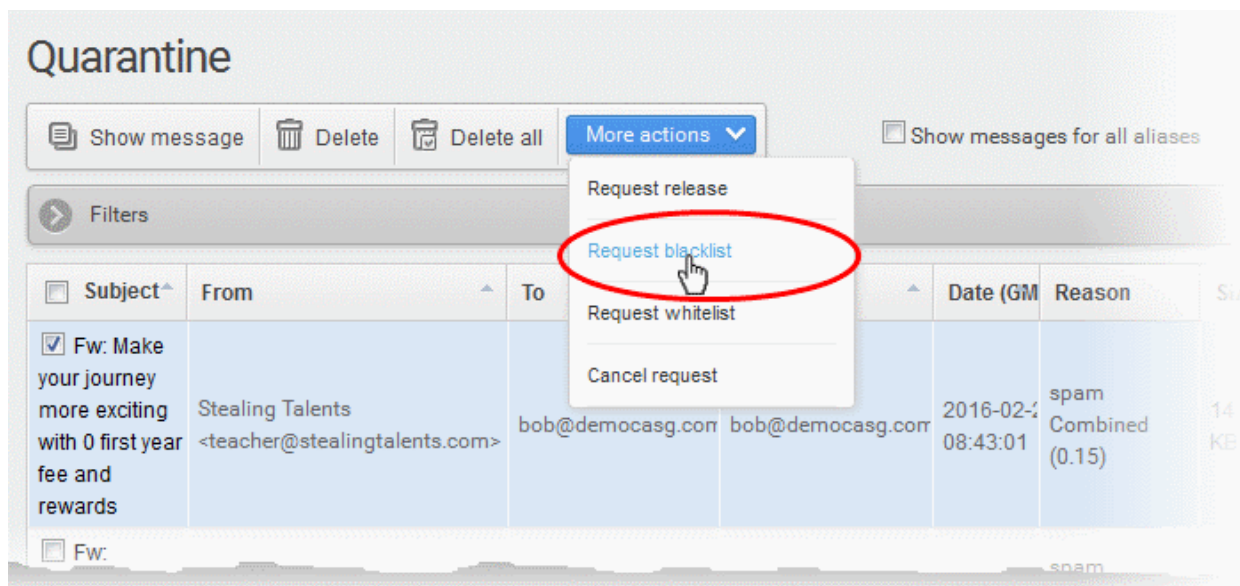 Quarantine
Show message Delete Delete all More actions Show messages for all aliases
Request release
Filters
Request blacklist
Subject From To Date (GM Reason
Request whitelist
Cancel request
Fw: Make
your journey
more exciting
with 0 first year
fee and
rewards
Stealing Talents
<teacher@stealingtalents.com>
bob@democasg.com bob@democasg.com
2016-02-
08:43:01
spam
Combined
(0.15)
14
KB
Fw:
spam